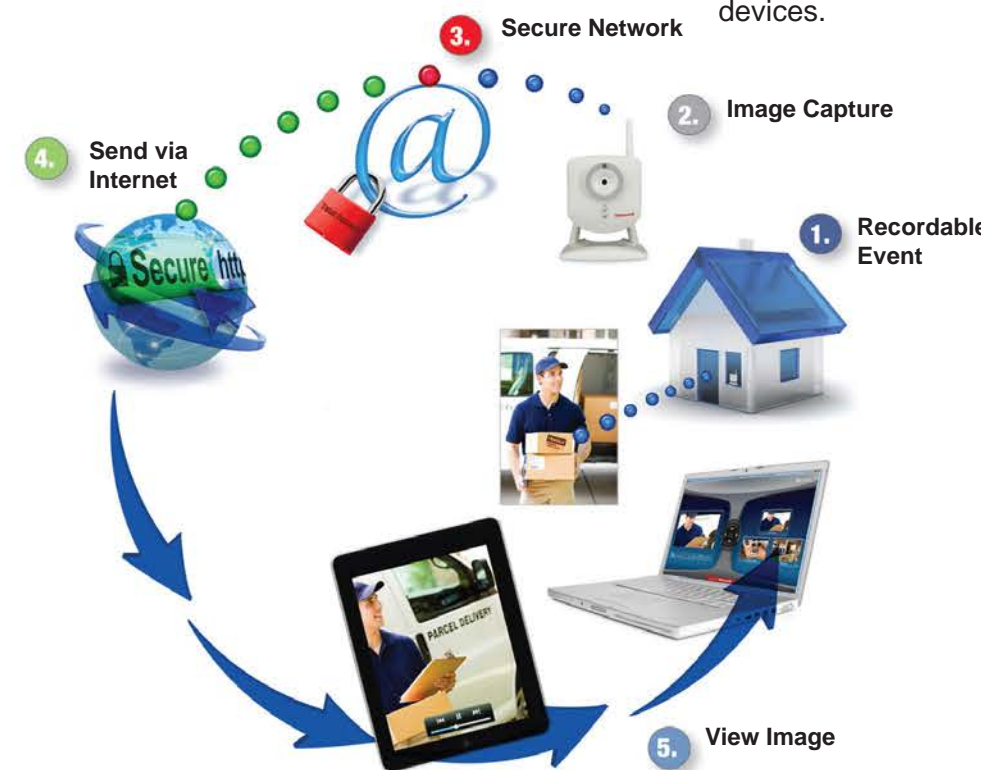 devices.
3. Secure Network
2. Image Capture
4. Send via
Internet
Secure http
1. Recordable
Event
PARCEL DELIVERY
5. View Image